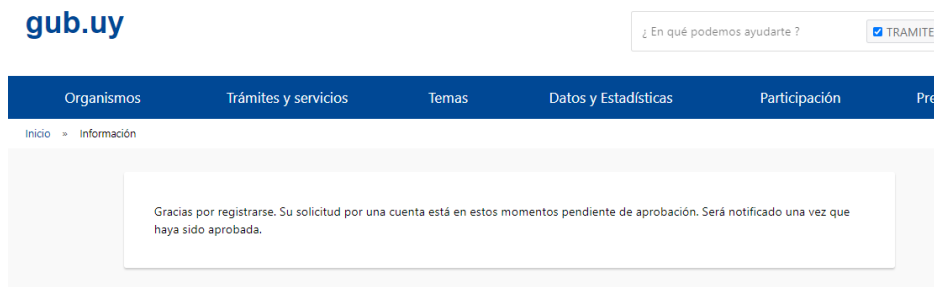 gub.uy
¿ En qué podemos ayudarte ?
TRAMITE
Organismos Trámites y servicios Temas Datos y Estadísticas Participación Pre
Inicio » Información
Gracias por registrarse. Su solicitud por una cuenta está en estos momentos pendiente de aprobación. Será notificado una vez que
haya sido aprobada.